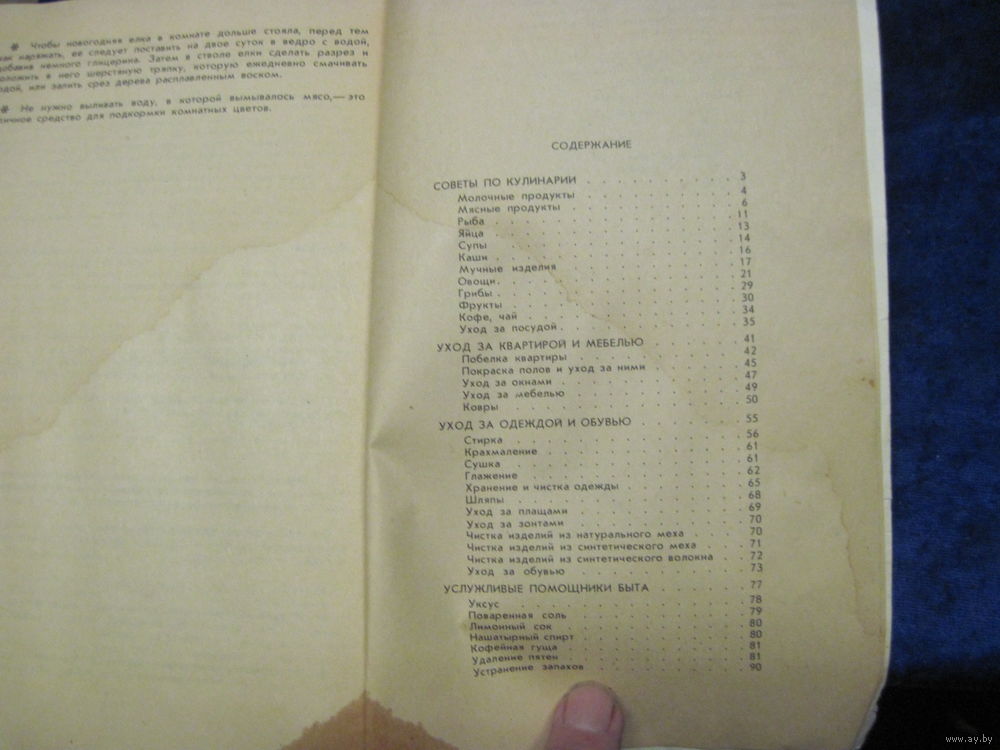 * Чтобы новогодняя елка в комнате дольше стояла, перед тем
как наряжать, ее следует поставить на двое суток в ведро с водой,
добавив немного глицерина. Затем в стволе елки сделать разрез и
положить в него шерстяную тряпку, которую ежедневно смачивать
водой, или залить срез дерева расплавленным воском.
* Не нужно выливать воду, в которой вымывалось мясо,— это
личное средство для подкормки комнатных цветов.
СОДЕРЖАНИЕ
СОВЕТЫ ПО КУЛИНАРИИ . . . . . . . . . . 3
Молочные продукты . . . . . . . . . . 4
Мясные продукты . . . . . . . . . . 6
Рыба . . . . . . . . . . 11
Яйца . . . . . . . . . . 13
Супы . . . . . . . . . . 14
Каши . . . . . . . . . . 16
Мучные изделия . . . . . . . . . . 17
Овощи . . . . . . . . . . 21
Грибы . . . . . . . . . . 29
Фрукты . . . . . . . . . . 30
Кофе, чай . . . . . . . . . . 34
Уход за посудой . . . . . . . . . . 35
УХОД ЗА КВАРТИРОЙ И МЕБЕЛЬЮ . . . . . . 41
Побелка квартиры . . . . . . . . . . 42
Покраска полов и уход за ними . . . . . . 45
Уход за окнами . . . . . . . . . . 47
Уход за мебелью . . . . . . . . . . 49
Ковры . . . . . . . . . . 50
УХОД ЗА ОДЕЖДОЙ И ОБУВЬЮ . . . . . . 55
Стирка . . . . . . . . . . 56
Крахмаление . . . . . . . . . . 61
Сушка . . . . . . . . . . 61
Глажение . . . . . . . . . . 62
Хранение и чистка одежды . . . . . . . 65
Шляпы . . . . . . . . . . 68
Уход за плащами . . . . . . . . . . 69
Уход за зонтами . . . . . . . . . . 70
Чистка изделий из натурального меха . . . . 70
Чистка изделий из синтетического меха . . . 71
Чистка изделий из синтетического волокна . . 72
Уход за обувью . . . . . . . . . . 73
УСЛУЖЛИВЫЕ ПОМОЩНИКИ БЫТА . . . . . . 77
Уксус . . . . . . . . . . 78
Поваренная соль . . . . . . . . . . 79
Лимонный сок . . . . . . . . . . 80
Нашатырный спирт . . . . . . . . . . 80
Кофейная гуща . . . . . . . . . . 81
Удаление пятен . . . . . . . . . . 81
Устранение запахов . . . . . . . . . . 90
www.ay.by